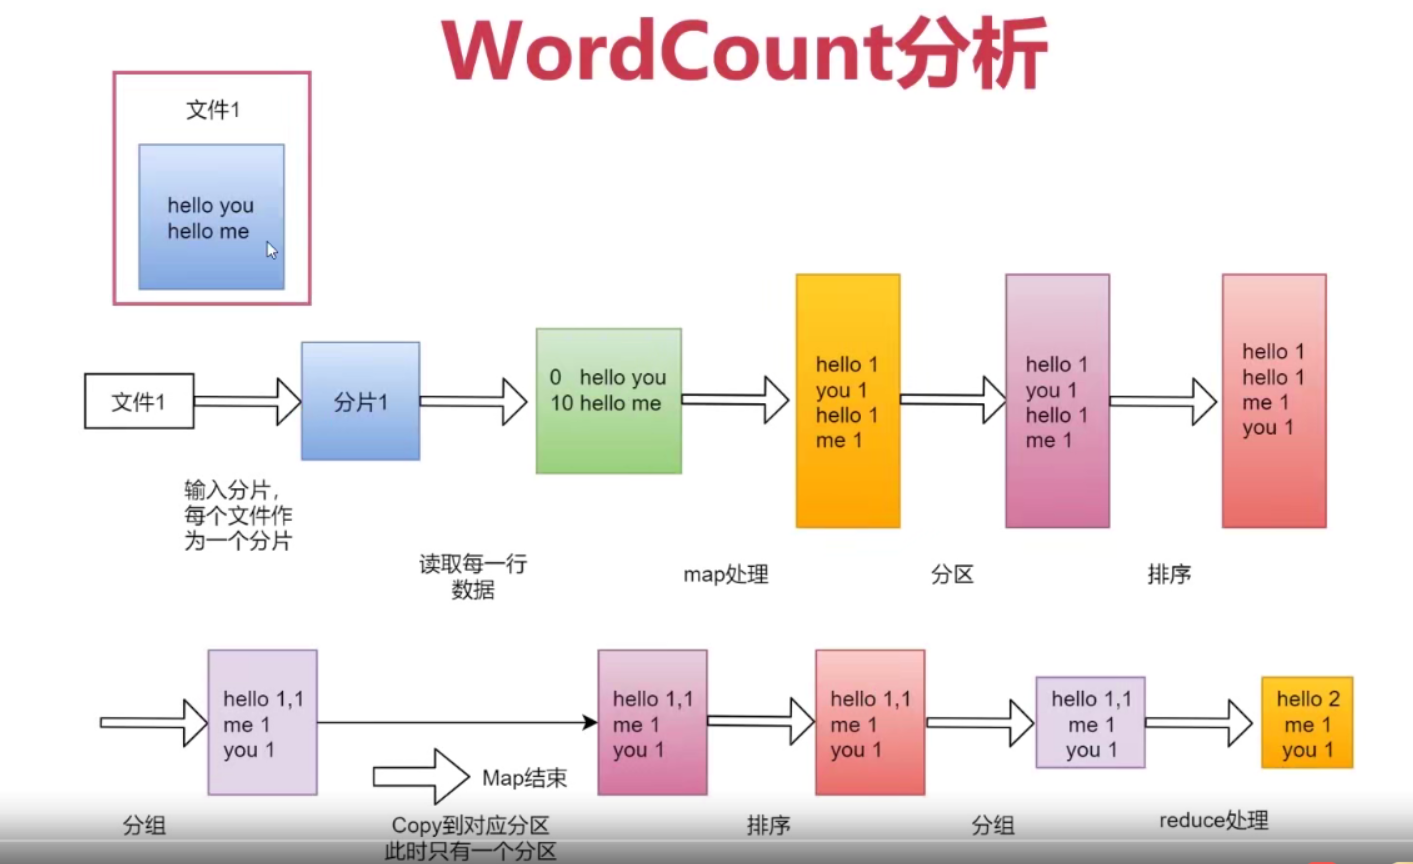 WordCount分析
文件1
hello you
hello me
文件1
分片1
0 hello you
10 hello me
hello 1
you 1
hello 1
me 1
hello 1
you 1
hello 1
me 1
hello 1
hello 1
me 1
you 1
输入分片，
每个文件作
为一个分片
读取每一行
数据
map处理
分区
排序
hello 1,1
me 1
you 1
hello 1,1
me 1
you 1
hello 1,1
me 1
you 1
hello 1,1
me 1
you 1
hello 2
me 1
you 1
Map结束
分组
Copy到对应分区
此时只有一个分区
排序
分组
reduce处理